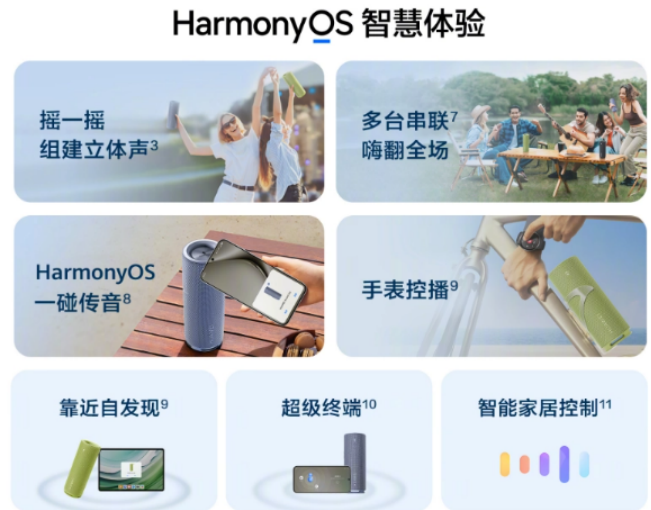 HarmonyOS 智慧体验
摇一摇
组建立体声3
多台串联7
嗨翻全场
HarmonyOS
一碰传音8
手表控播9
靠近自发现9
超级终端10
智能家居控制11